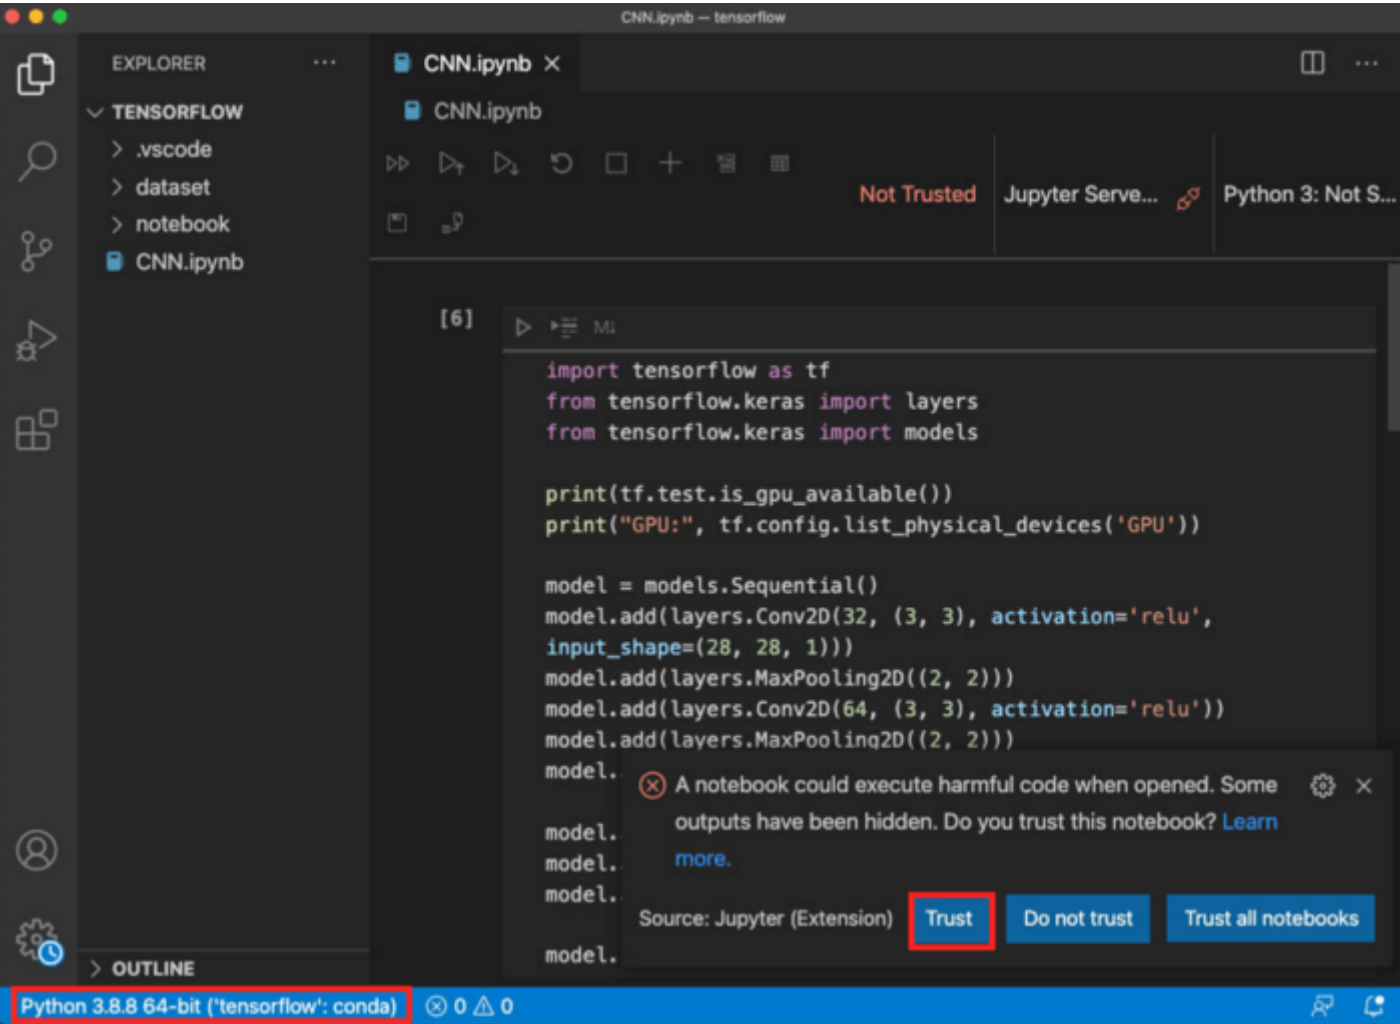 CNN.ipynb — tensorflow
EXPLORER
TENSORFLOW
.vscode
dataset
notebook
CNN.ipynb
OUTLINE
CNN.ipynb
CNN.ipynb
Not Trusted
Jupyter Serve...
Python 3: Not S...
[6]
M↓
import tensorflow as tf
from tensorflow.keras import layers
from tensorflow.keras import models
print(tf.test.is_gpu_available())
print("GPU:", tf.config.list_physical_devices('GPU'))
model = models.Sequential()
model.add(layers.Conv2D(32, (3, 3), activation='relu',
input_shape=(28, 28, 1)))
model.add(layers.MaxPooling2D((2, 2)))
model.add(layers.Conv2D(64, (3, 3), activation='relu'))
model.add(layers.MaxPooling2D((2, 2)))
model.
model.
model.
model.
model.
A notebook could execute harmful code when opened. Some
outputs have been hidden. Do you trust this notebook? Learn
more.
Source: Jupyter (Extension)
Trust
Do not trust
Trust all notebooks
Python 3.8.8 64-bit ('tensorflow': conda)
0
0